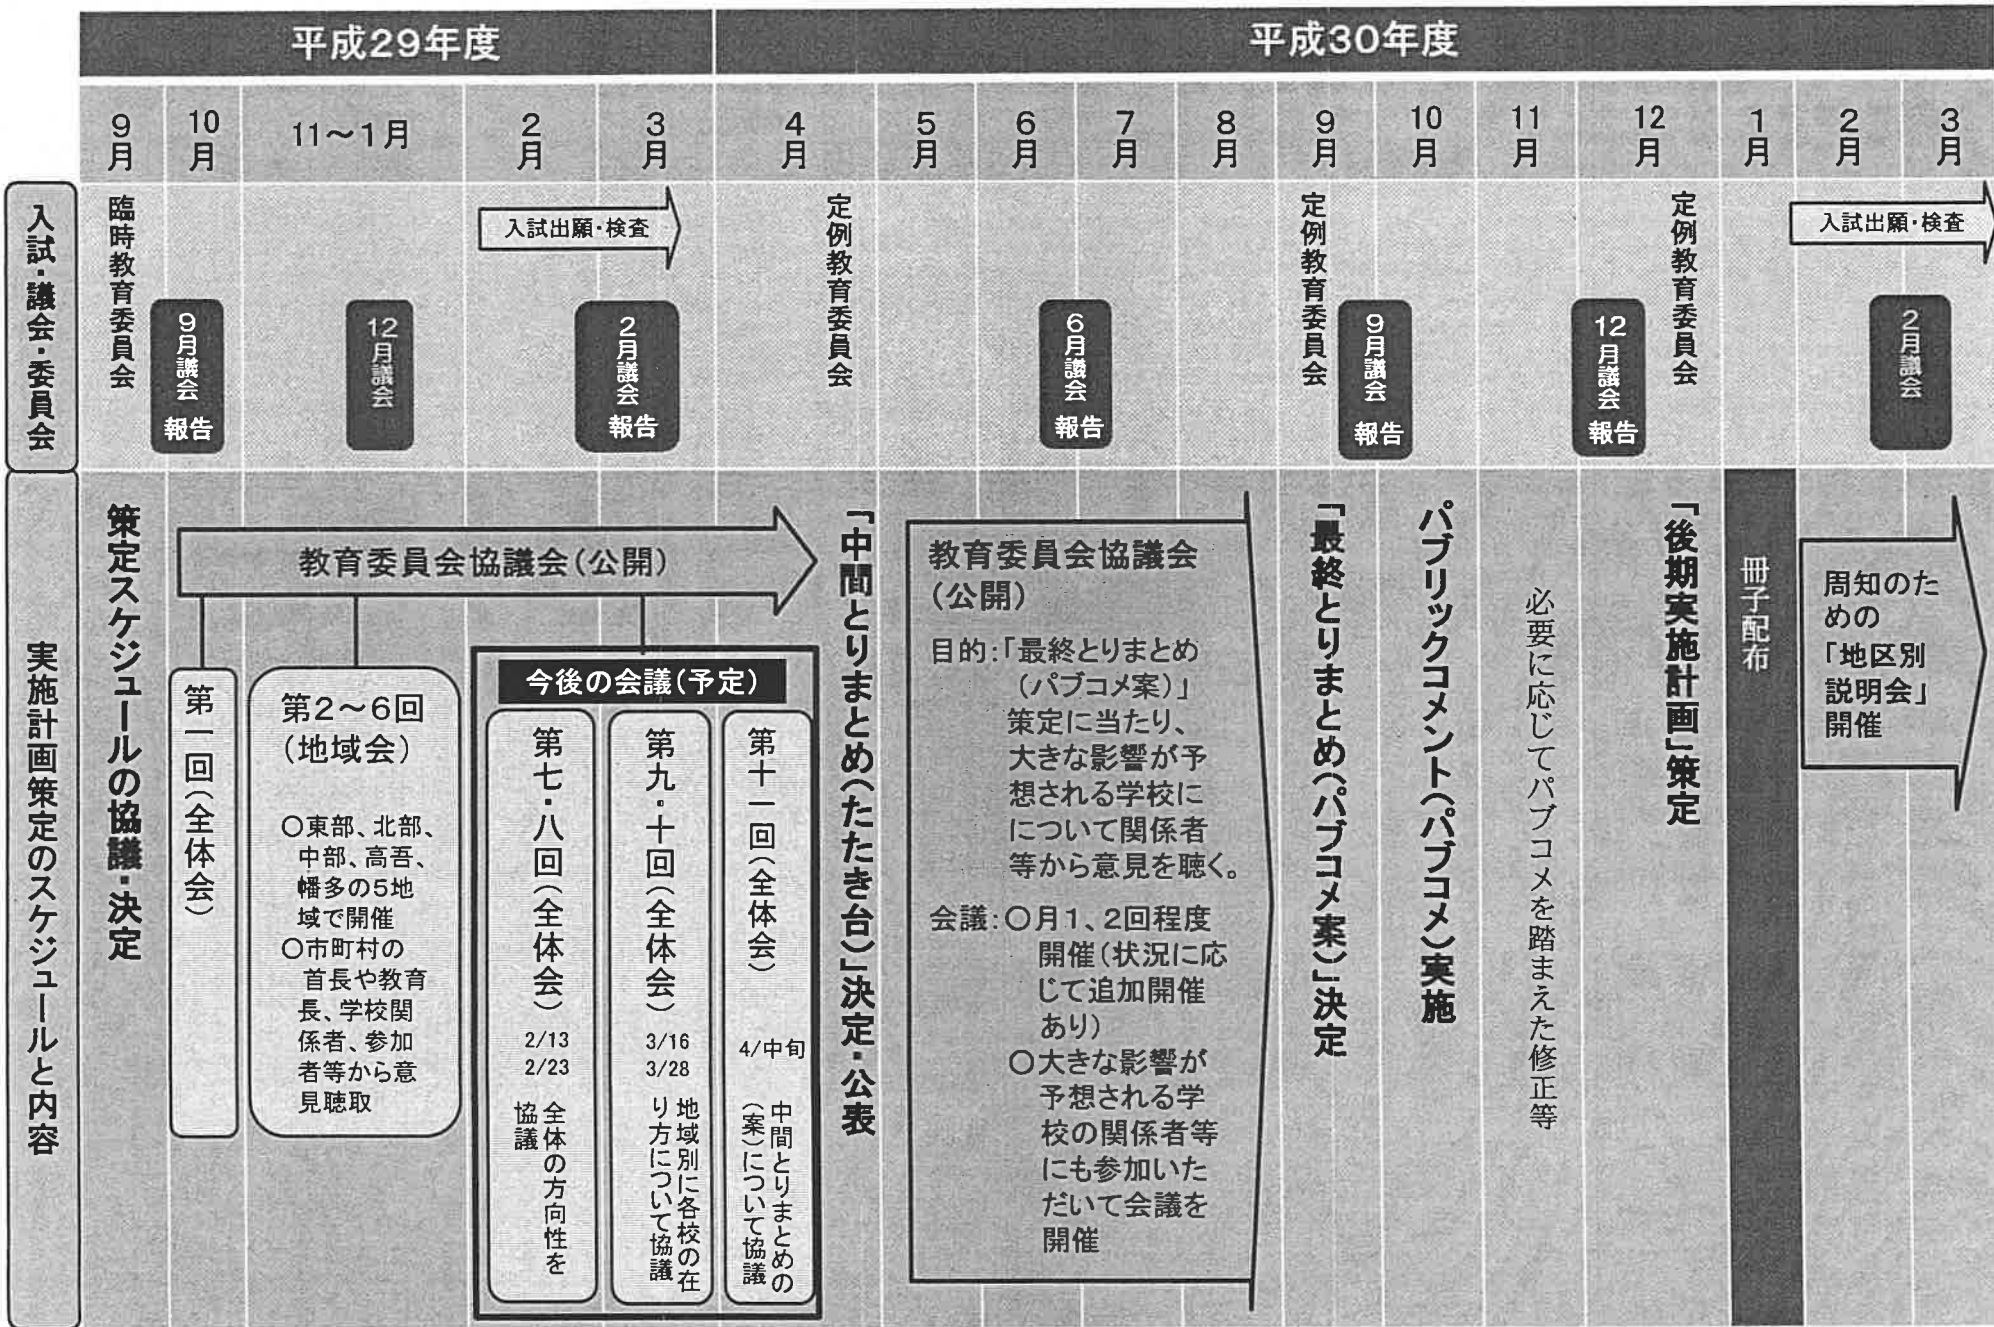 平成29年度
平成30年度
9月
10月
11～1月
2月
3月
4月
5月
6月
7月
8月
9月
10月
11月
12月
1月
2月
3月
入試・議会・委員会
臨時教育委員会
9月議会
報告
12月議会
入試出願・検査
2月議会
報告
定例教育委員会
6月議会
報告
定例教育委員会
9月議会
報告
12月議会
報告
定例教育委員会
入試出願・検査
2月議会
実施計画策定のスケジュールと内容
策定スケジュールの協議・決定
教育委員会協議会（公開）
第一回（全体会）
第2～6回
（地域会）
○東部、北部、
中部、高吾、
幡多の5地
域で開催
○市町村の
首長や教育
長、学校関
係者、参加
者等から意
見聴取
今後の会議（予定）
第七・八回（全体会）
2/13
2/23
全体の方向性を
協議
第九・十回（全体会）
3/16
3/28
地域別に各校の在
り方について協議
第十一回（全体会）
4/中旬
中間とりまとめの
（案）について協議
「中間とりまとめ（たたき台）」決定・公表
教育委員会協議会
（公開）
目的：「最終とりまとめ
（パブコメ案）」
策定に当たり、
大きな影響が予
想される学校に
について関係者
等から意見を聴く。
会議：○月1、2回程度
開催（状況に応
じて追加開催
あり）
○大きな影響が
予想される学
校の関係者等
にも参加いた
だいて会議を
開催
「最終とりまとめ（パブコメ案）」決定
パブリックコメント（パブコメ）実施
必要に応じてパブコメを踏まえた修正等
「後期実施計画」策定
冊子配布
周知のた
めの
「地区別
説明会」
開催